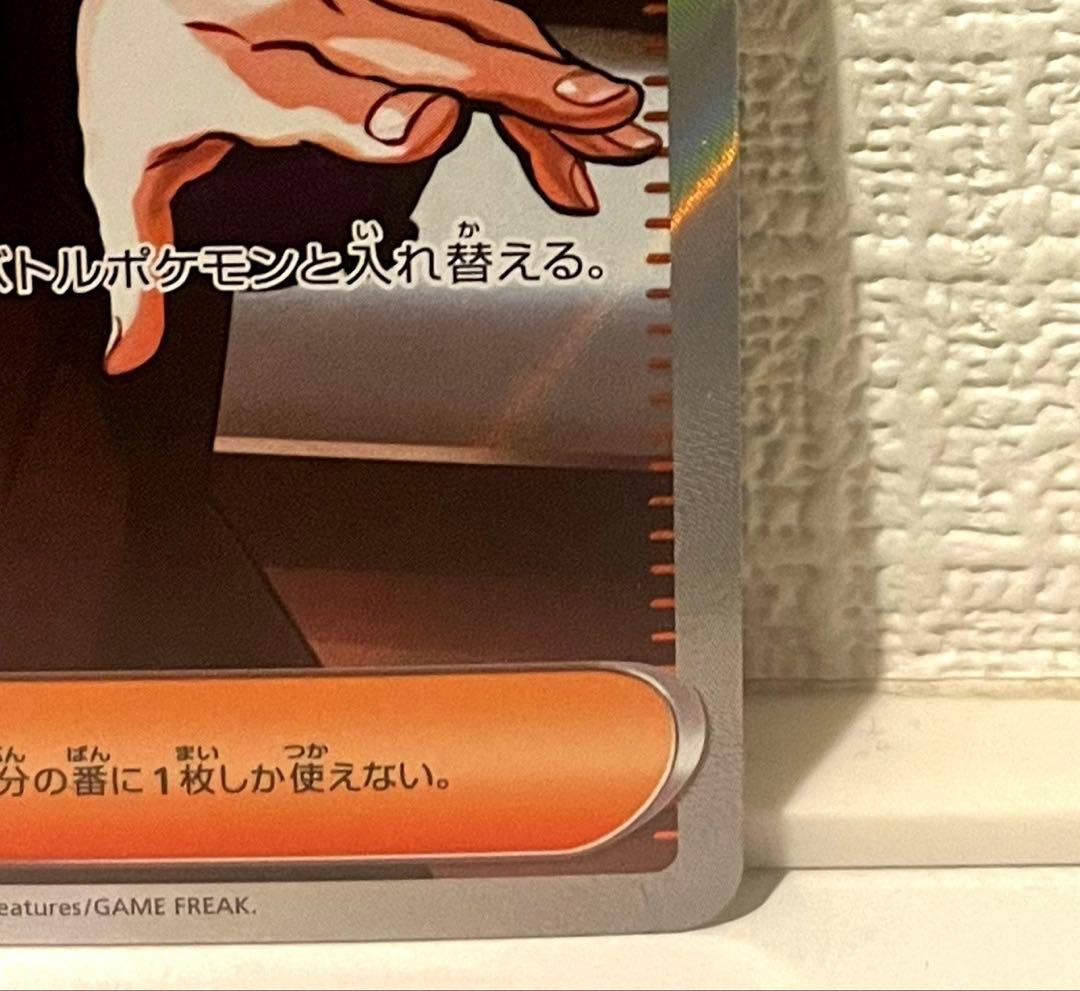 バトルポケモンと入れ替える。
分の番に1枚しか使えない。
eatures/GAME FREAK.